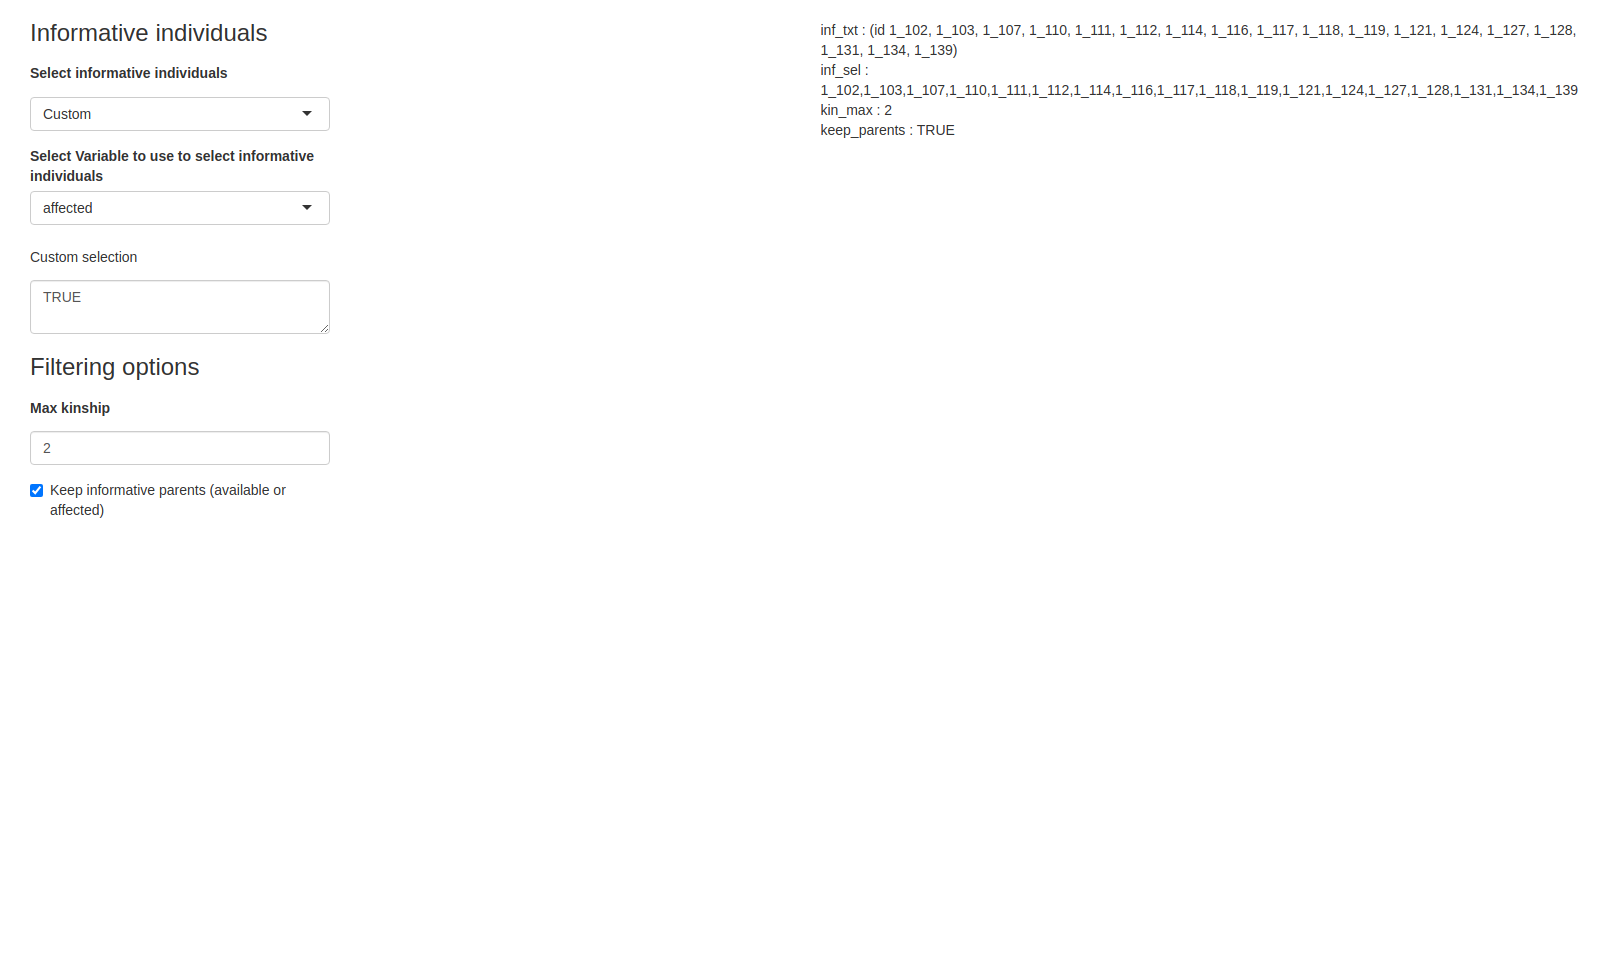 Informative individuals
Select informative individuals
Custom
Select Variable to use to select informative
individuals
affected
Custom selection
TRUE
Filtering options
Max kinship
2
Keep informative parents (available or
affected)
inf_txt : (id 1_102, 1_103, 1_107, 1_110, 1_111, 1_112, 1_114, 1_116, 1_117, 1_118, 1_119, 1_121, 1_124, 1_127, 1_128,
1_131, 1_134, 1_139)
inf_sel :
1_102,1_103,1_107,1_110,1_111,1_112,1_114,1_116,1_117,1_118,1_119,1_121,1_124,1_127,1_128,1_131,1_134,1_139
kin_max : 2
keep_parents : TRUE